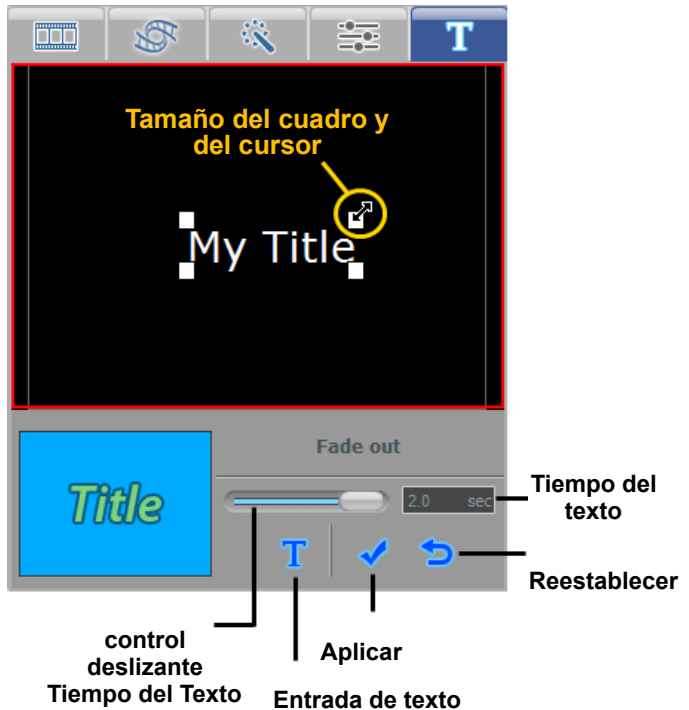 T
Tamaño del cuadro y
del cursor
My Title
Fade out
Title
2.0 sec
Tiempo del
texto
T
Reestablecer
control
deslizante
Tiempo del Texto
Aplicar
Entrada de texto